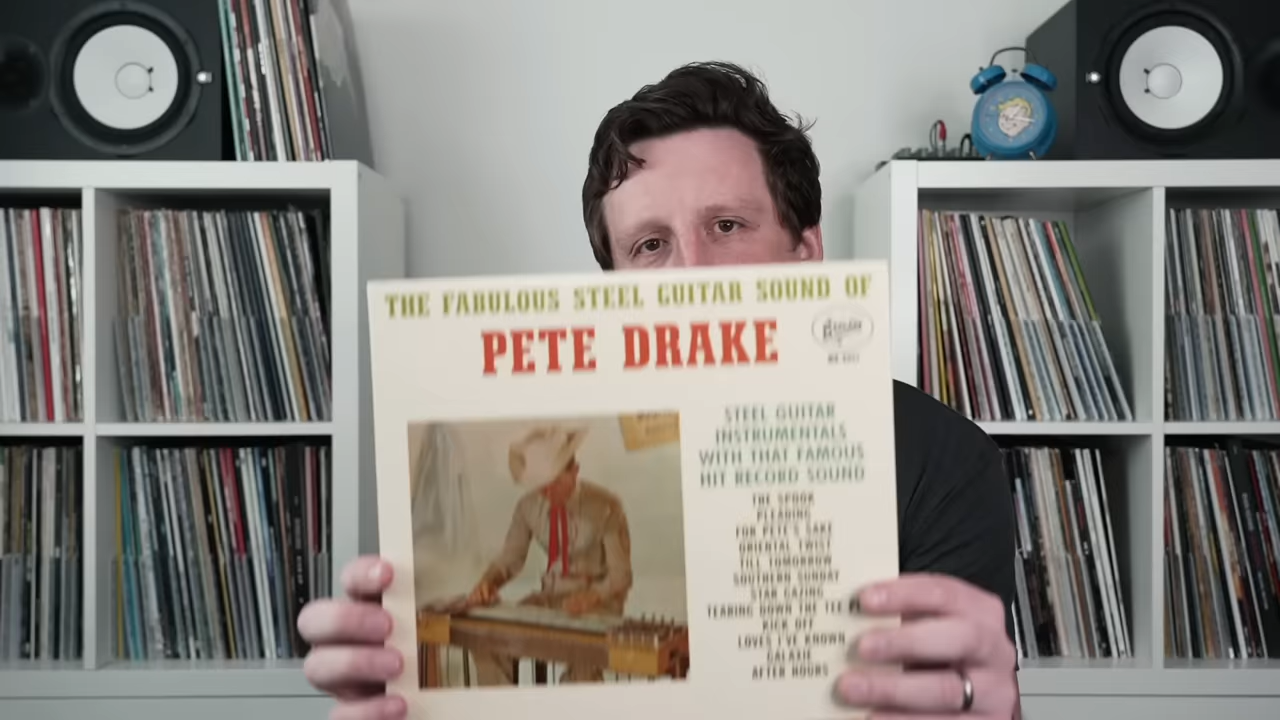 THE FABULOUS STEEL GUITAR SOUND OF
PETE DRAKE
STEEL GUITAR
INSTRUMENTALS
WITH THAT FAMOUS
HIT RECORD SOUND
THE SPOOK
PLEADING
FOR PETE'S SAKE
ORIENTAL TWIST
TILL TOMORROW
SOUTHERN SUNDAY
STAR GAZING
TEARING DOWN THE
KICK OFF
LOVES I'VE KNOWN
GALAXIE
AFTER HOURS